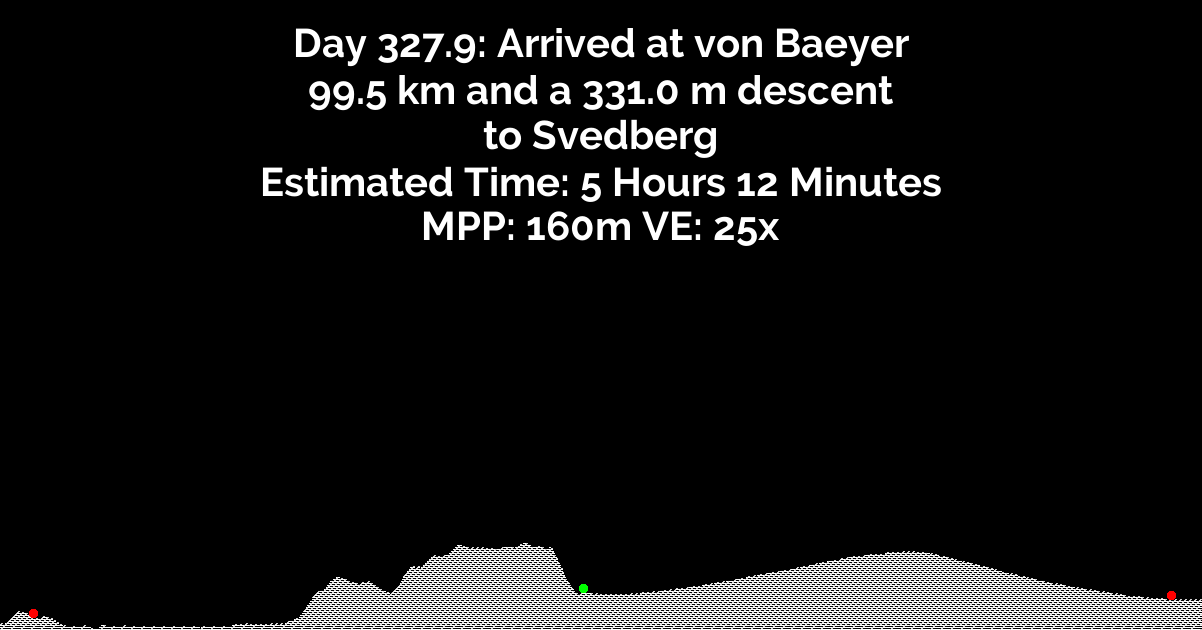 Day 327.9: Arrived at von Baeyer
99.5 km and a 331.0 m descent
to Svedberg
Estimated Time: 5 Hours 12 Minutes
MPP: 160m VE: 25x